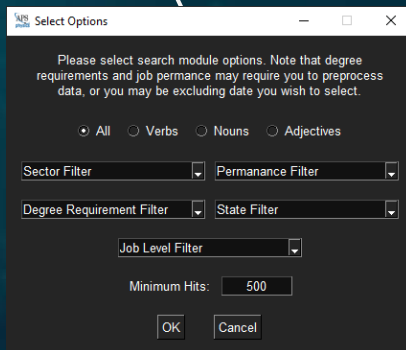 Select Options
Please select search module options. Note that degree
requirements and job permance may require you to preprocess
data, or you may be excluding date you wish to select.
All Verbs Nouns Adjectives
Sector Filter Permanance Filter
Degree Requirement Filter State Filter
Job Level Filter
Minimum Hits: 500
OK Cancel